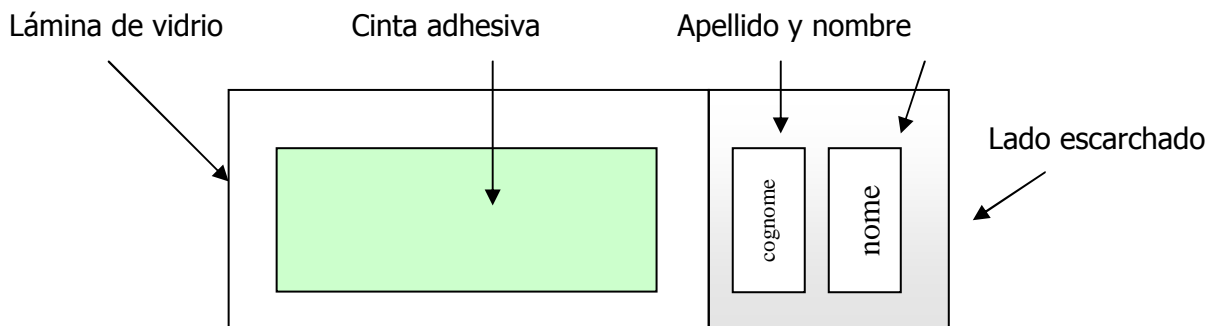 Lámina de vidrio
Cinta adhesiva
Apellido y nombre
Lado escarchado
cognome
nome